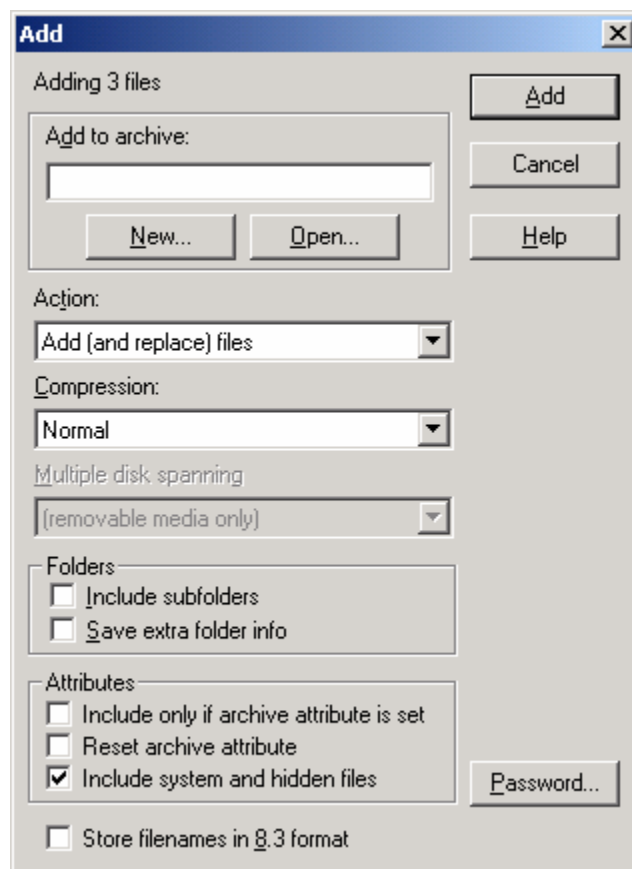 Add
Adding 3 files
Add
Add to archive:
Cancel
New...
Open...
Help
Action:
Add (and replace) files
Compression:
Normal
Multiple disk spanning
(removable media only)
Folders
Include subfolders
Save extra folder info
Attributes
Include only if archive attribute is set
Reset archive attribute
Include system and hidden files
Password...
Store filenames in 8.3 format